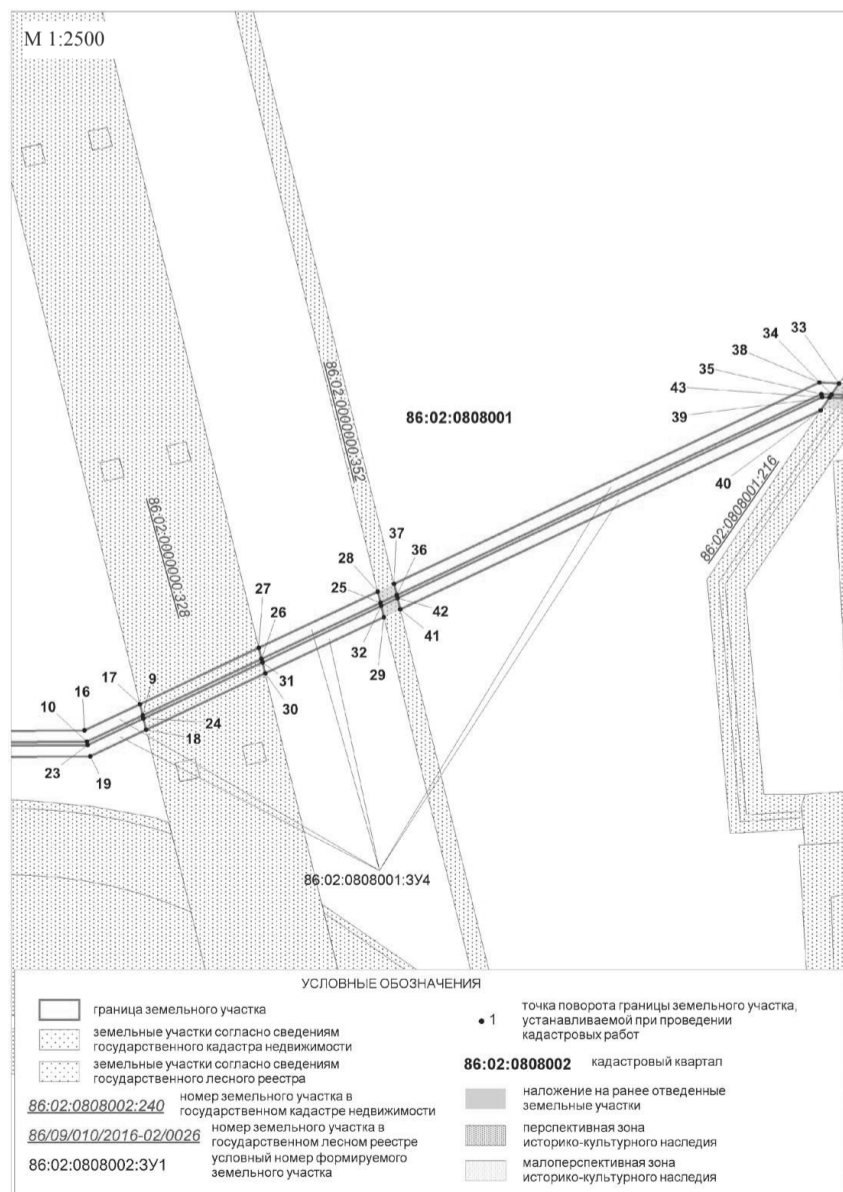 М 1:2500
33
34
38
35
43
39
86:02:0000000:352
86:02:0808001
40
86:02:0808001:216
86:02:0000000:328
37
36
28
25
42
41
27
26
32
29
17
9
31
30
16
10
24
18
23
19
86:02:0808001:ЗУ4
УСЛОВНЫЕ ОБОЗНАЧЕНИЯ
граница земельного участка
земельные участки согласно сведениям
государственного кадастра недвижимости
земельные участки согласно сведениям
государственного лесного реестра
86:02:0808002:240
номер земельного участка в
государственном кадастре недвижимости
86/09/010/2016-02/0026
номер земельного участка в
государственном лесном реестре
86:02:0808002:ЗУ1
условный номер формируемого
земельного участка
1
точка поворота границы земельного участка,
устанавливаемой при проведении
кадастровых работ
86:02:0808002
кадастровый квартал
наложение на ранее отведенные
земельные участки
перспективная зона
историко-культурного наследия
малоперспективная зона
историко-культурного наследия